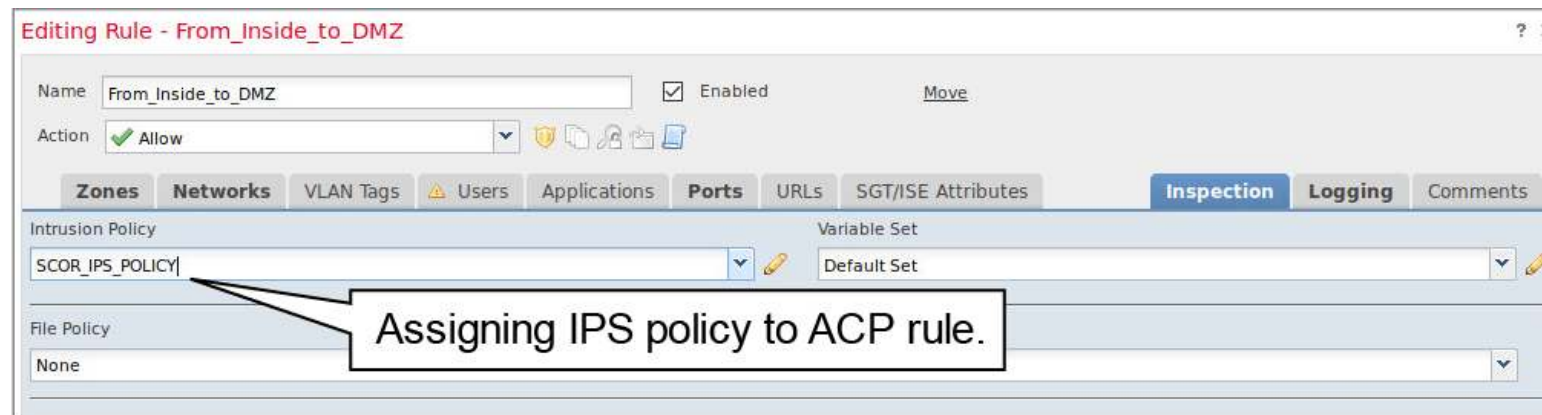 Editing Rule - From_Inside_to_DMZ ?
Name From_Inside_to_DMZ Enabled Move
Action Allow
Zones Networks VLAN Tags Users Applications Ports URLs SGT/ISE Attributes Inspection Logging Comments
Intrusion Policy Variable Set
SCOR_IPS_POLICY Default Set
Assigning IPS policy to ACP rule.
File Policy
None